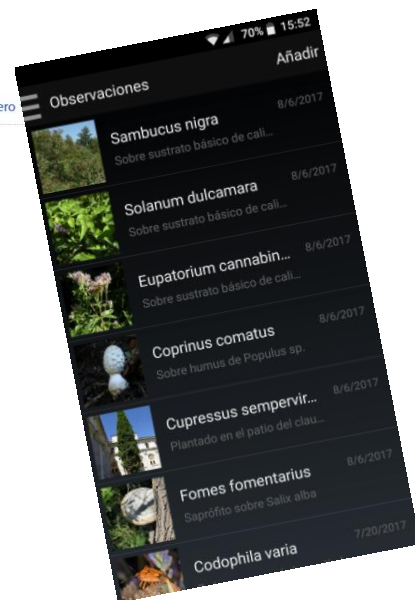 ero
70% 15:52
Observaciones Añadir
Sambucus nigra 8/6/2017
Sobre sustrato básico de cali...
Solanum dulcamara 8/6/2017
Sobre sustrato básico de cali...
Eupatorium cannabin... 8/6/2017
Sobre sustrato básico de cali...
Coprinus comatus 8/6/2017
Sobre humus de Populus sp.
Cupressus sempervir... 8/6/2017
Plantado en el patio del clau...
Fomes fomentarius 8/6/2017
Saprófito sobre Salix alba
Codophila varia 7/20/2017